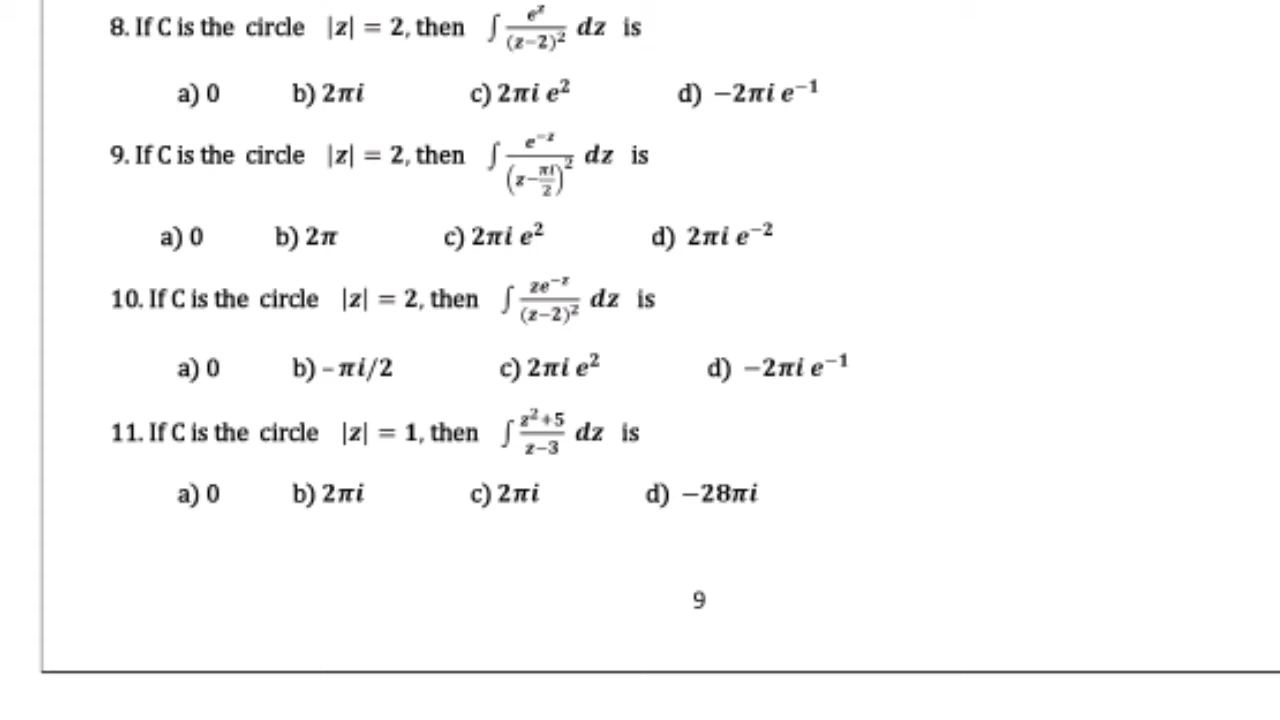 8. If C is the circle |z| = 2, then ∫ e^z/(z−2)² dz is
a) 0 b) 2πi c) 2πi e² d) −2πi e⁻¹
9. If C is the circle |z| = 2, then ∫ e^−z/(z−πi/2)² dz is
a) 0 b) 2π c) 2πi e² d) 2πi e⁻²
10. If C is the circle |z| = 2, then ∫ ze^−z/(z−2)² dz is
a) 0 b) - πi/2 c) 2πi e² d) −2πi e⁻¹
11. If C is the circle |z| = 1, then ∫ z²+5/z−3 dz is
a) 0 b) 2πi c) 2πi d) −28πi
9